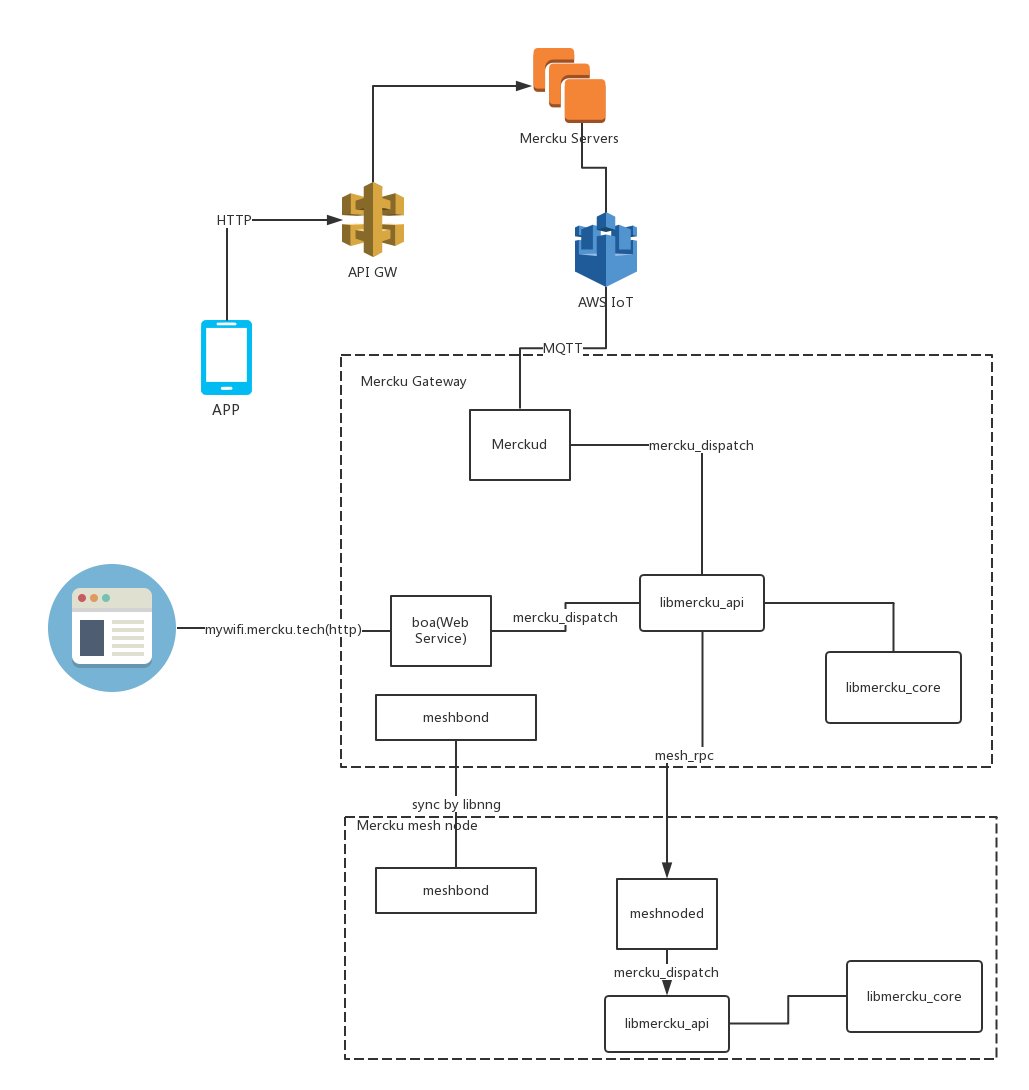 Mercku Servers
HTTP
API GW
AWS IoT
MQTT
APP
Mercku Gateway
Merckud
mercku_dispatch
libmercku_api
mercku_dispatch
boa(Web
Service)
mywifi.mercku.tech(http)
libmercku_core
meshbond
mesh_rpc
sync by libnng
Mercku mesh node
meshbond
meshnoded
mercku_dispatch
libmercku_core
libmercku_api